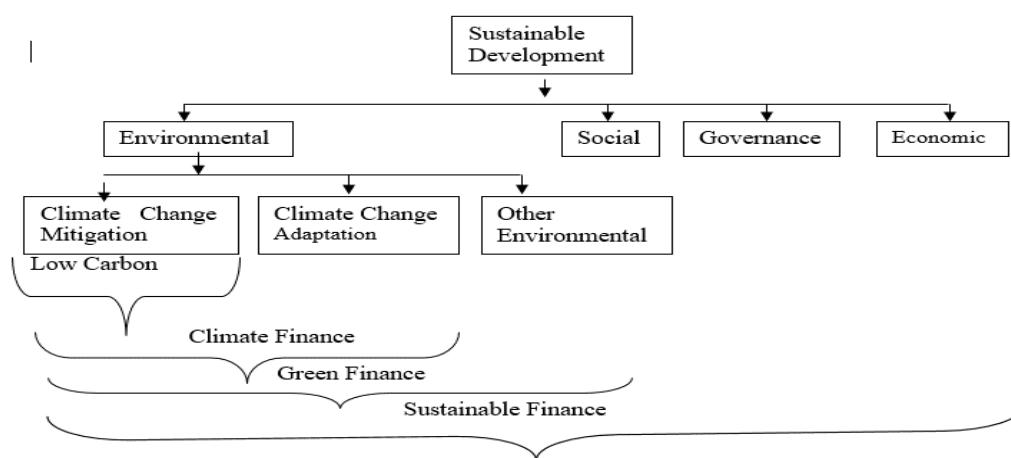 Sustainable
Development
Environmental
Social
Governance
Economic
Climate Change
Mitigation
Climate Change
Adaptation
Other
Environmental
Low Carbon
Climate Finance
Green Finance
Sustainable Finance